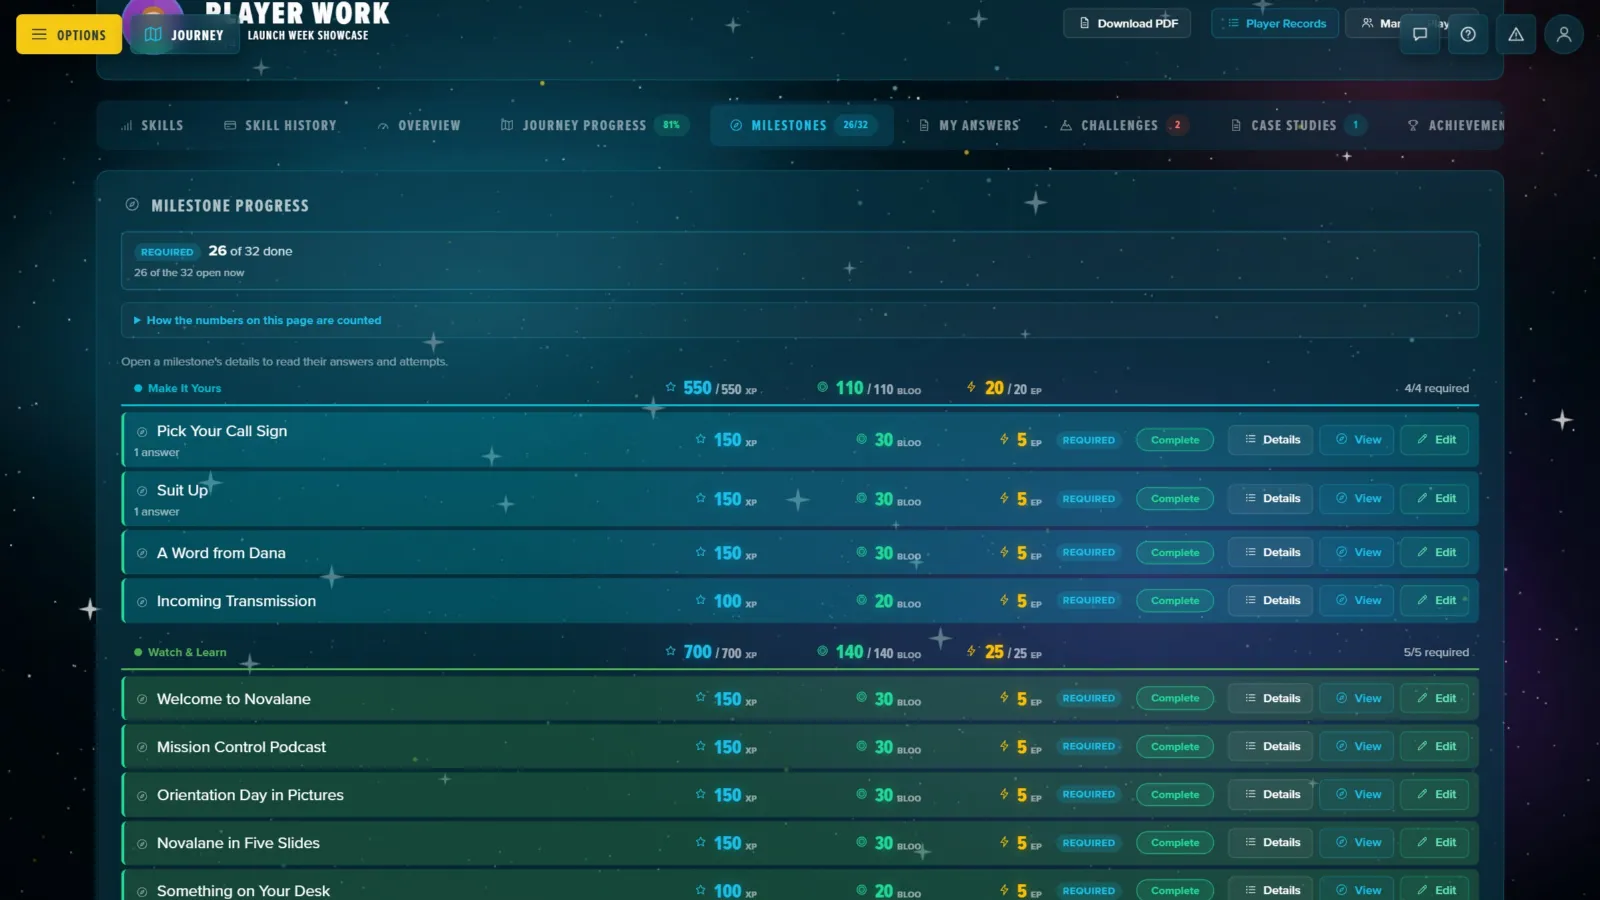 PLAYER WORK
LAUNCH WEEK SHOWCASE
OPTIONS
JOURNEY
Download PDF
Player Records
SKILLS
SKILL HISTORY
OVERVIEW
JOURNEY PROGRESS 81%
MILESTONES 26/32
MY ANSWERS
CHALLENGES 2
CASE STUDIES 1
ACHIEVEMEN
MILESTONE PROGRESS
REQUIRED 26 of 32 done
26 of the 32 open now
How the numbers on this page are counted
Open a milestone's details to read their answers and attempts.
Make It Yours 550 / 550 XP 110 / 110 BLOO 20 / 20 EP 4/4 required
Pick Your Call Sign 150 XP 30 BLOO 5 EP REQUIRED Complete Details View Edit
1 answer
Suit Up 150 XP 30 BLOO 5 EP REQUIRED Complete Details View Edit
1 answer
A Word from Dana 150 XP 30 BLOO 5 EP REQUIRED Complete Details View Edit
Incoming Transmission 100 XP 20 BLOO 5 EP REQUIRED Complete Details View Edit
Watch & Learn 700 / 700 XP 140 / 140 BLOO 25 / 25 EP 5/5 required
Welcome to Novalane 150 XP 30 BLOO 5 EP REQUIRED Complete Details View Edit
Mission Control Podcast 150 XP 30 BLOO 5 EP REQUIRED Complete Details View Edit
Orientation Day in Pictures 150 XP 30 BLOO 5 EP REQUIRED Complete Details View Edit
Novalane in Five Slides 150 XP 30 BLOO 5 EP REQUIRED Complete Details View Edit
Something on Your Desk 100 XP 20 BLOO 5 EP REQUIRED Complete Details View Edit